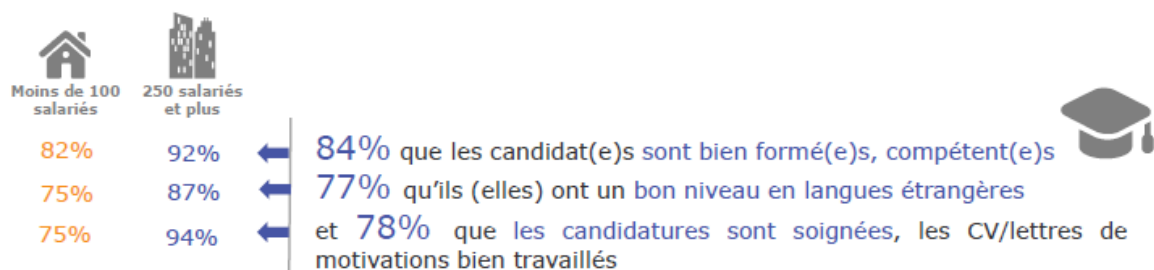 Moins de 100 salariés
250 salariés et plus
82% 92% 84% que les candidat(e)s sont bien formé(e)s, compétent(e)s
75% 87% 77% qu'ils (elles) ont un bon niveau en langues étrangères
75% 94% et 78% que les candidatures sont soignées, les CV/lettres de
motivations bien travaillés